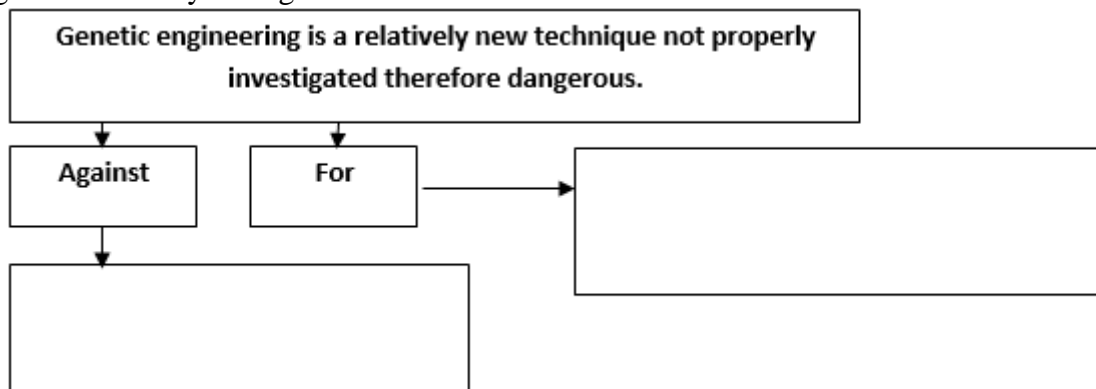 Genetic engineering is a relatively new technique not properly
investigated therefore dangerous.
Against
For